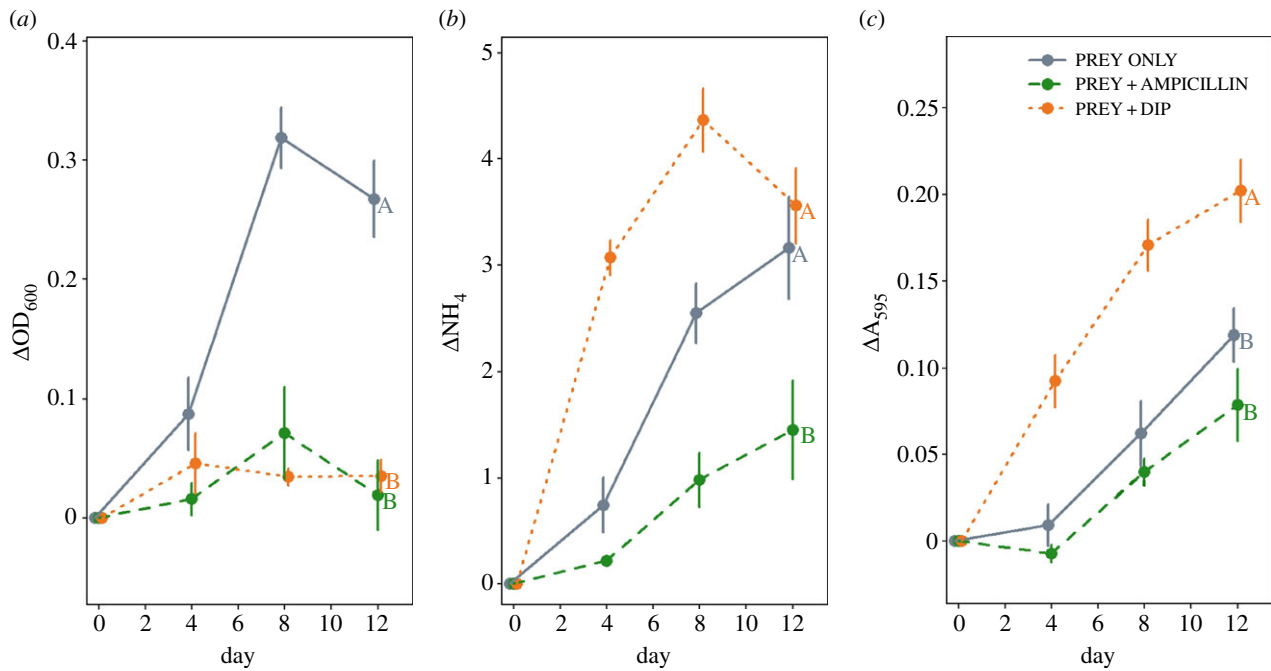 (a)
0.4
0.3
0.2
0.1
0
ΔOD₆₀₀
A
B
B
0 2 4 6 8 10 12
day
(b)
5
4
3
2
1
0
ΔNH₄
A
A
B
0 2 4 6 8 10 12
day
(c)
PREY ONLY
PREY + AMPICILLIN
PREY + DIP
0.25
0.20
0.15
0.10
0.05
0
ΔA₅₉₅
A
B
B
0 2 4 6 8 10 12
day